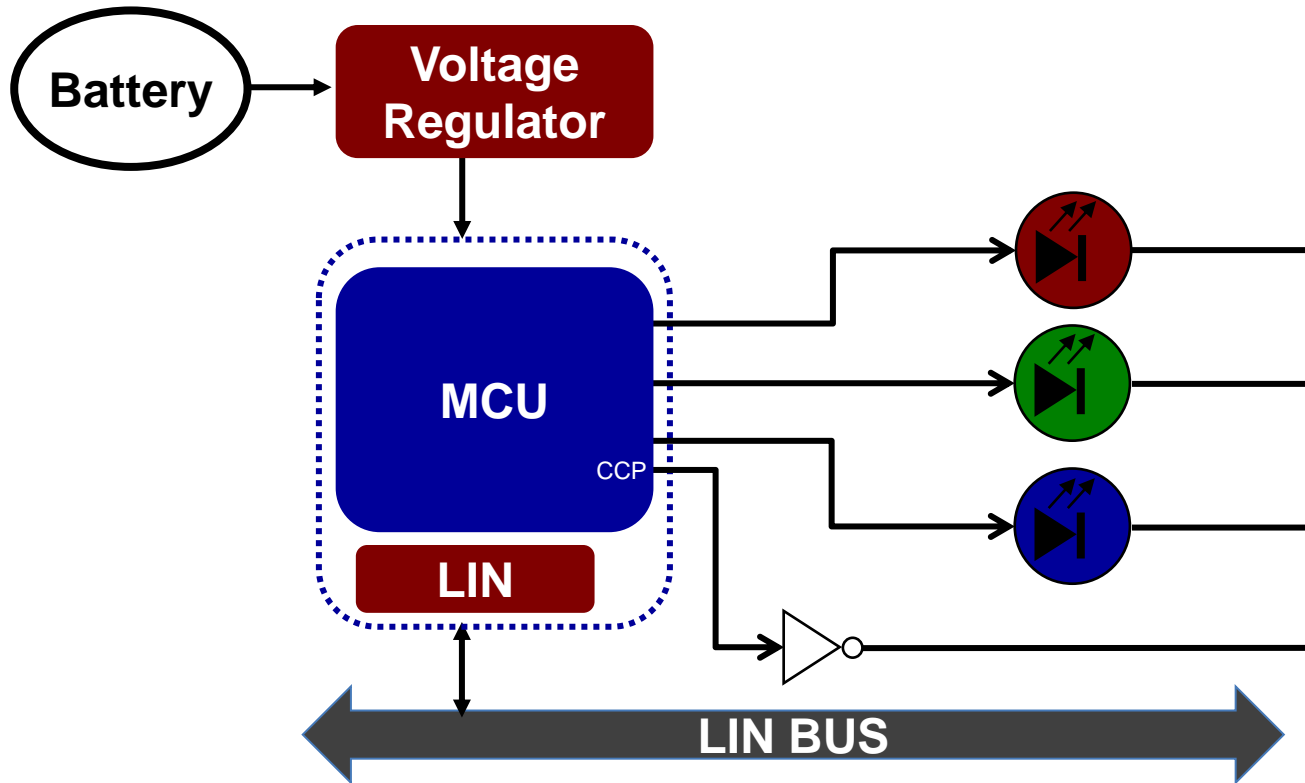 Battery
Voltage
Regulator
MCU
CCP
LIN
LIN BUS